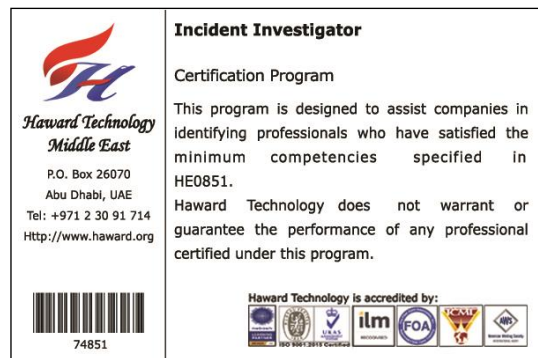 Haward Technology
Middle East
P.O. Box 26070
Abu Dhabi, UAE
Tel: +971 2 30 91 714
Http://www.haward.org
74851
Incident Investigator
Certification Program
This program is designed to assist companies in
identifying professionals who have satisfied the
minimum competencies specified in
HE0851.
Haward Technology does not warrant or
guarantee the performance of any professional
certified under this program.
Haward Technology is accredited by:
UKAS
ilm
RECOGNISED
FOA
AWS
ISO 9001:2015 Certified